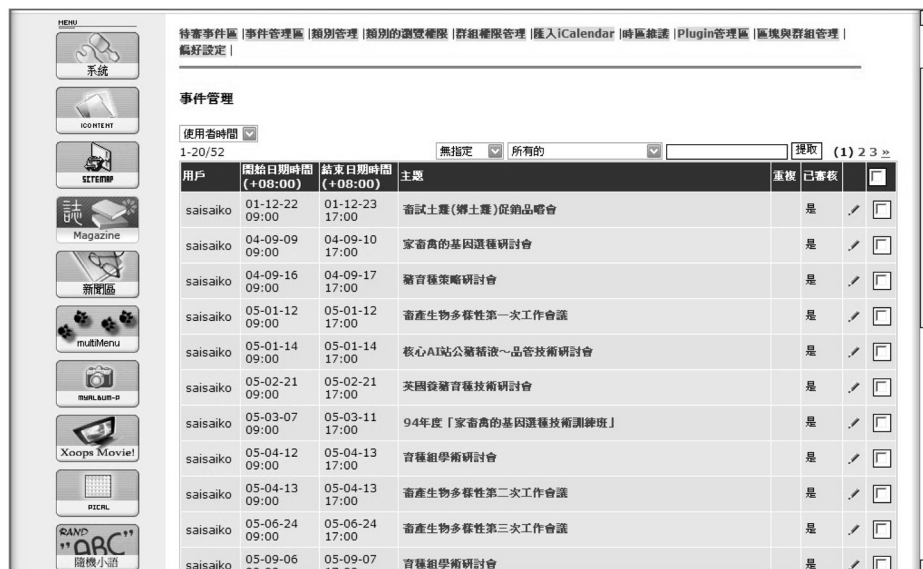 MENU
系統
ICONTENT
SITEMAP
誌
Magazine
新聞區
multiMenu
MYALBUM-P
Xoops Movie!
PICAL
RAND
"ABC"
隨機小語
待審事件區 |事件管理區 |類別管理 |類別的瀏覽權限 |群組權限管理 |匯入iCalendar |時區維護 |Plugin管理區 |區塊與群組管理 |
偏好設定 |
事件管理
使用者時間
1-20/52 無指定 所有的 提取 (1) 2 3 »
用戶 開始日期時間 (+08:00) 結束日期時間 (+08:00) 主題 重複 已審核
saisaiko 01-12-22 09:00 01-12-23 17:00 畜試土雞(鄉土雞)促銷品嚐會 是
saisaiko 04-09-09 09:00 04-09-10 17:00 家畜禽的基因選種研討會 是
saisaiko 04-09-16 09:00 04-09-17 17:00 豬育種策略研討會 是
saisaiko 05-01-12 09:00 05-01-12 17:00 畜產生物多樣性第一次工作會議 是
saisaiko 05-01-14 09:00 05-01-14 17:00 核心AI站公豬精液～品管技術研討會 是
saisaiko 05-02-21 09:00 05-02-21 17:00 英國養豬育種技術研討會 是
saisaiko 05-03-07 09:00 05-03-11 17:00 94年度「家畜禽的基因選種技術訓練班」 是
saisaiko 05-04-12 09:00 05-04-13 17:00 育種組學術研討會 是
saisaiko 05-04-13 09:00 05-04-13 17:00 畜產生物多樣性第二次工作會議 是
saisaiko 05-06-24 09:00 05-06-24 17:00 畜產生物多樣性第三次工作會議 是
saisaiko 05-09-06 05-09-07 育種組學術研討會 是